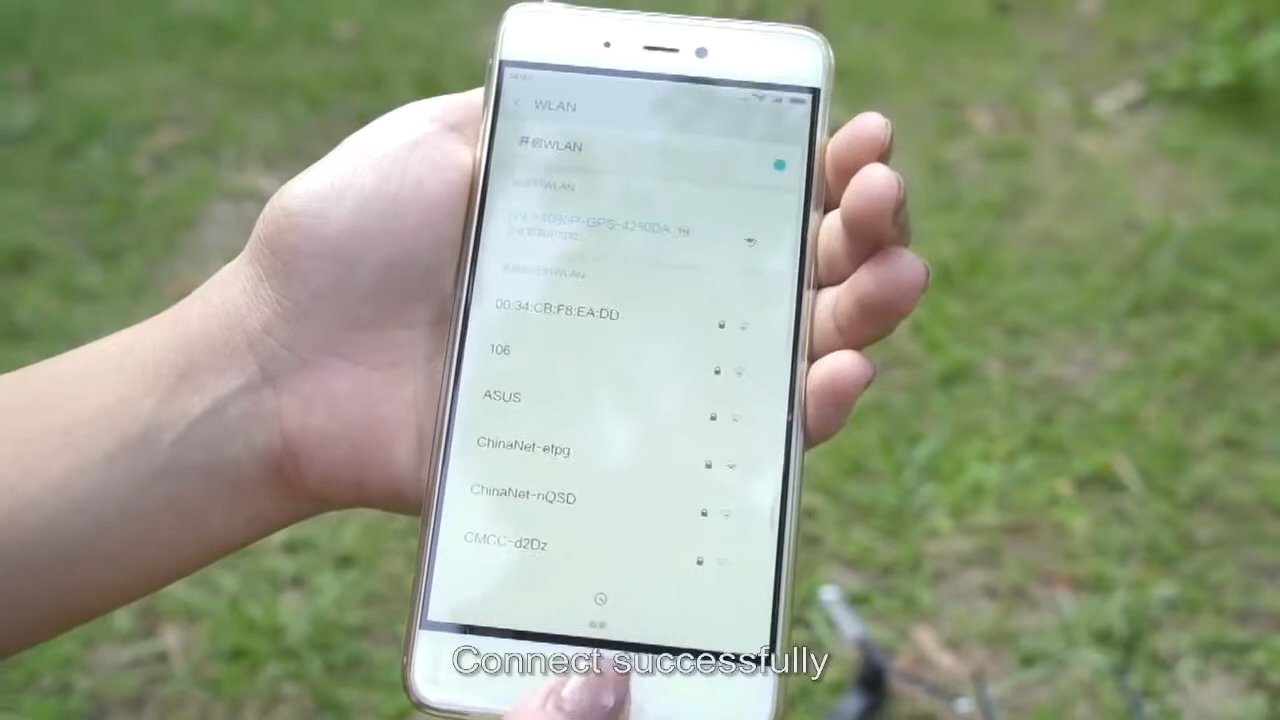 WLAN
开启WLAN
WLAN
00:34:CB:F8:EA:DD
106
ASUS
ChinaNet-etpg
ChinaNet-nQSD
CMCC-d2Dz
Connect successfully